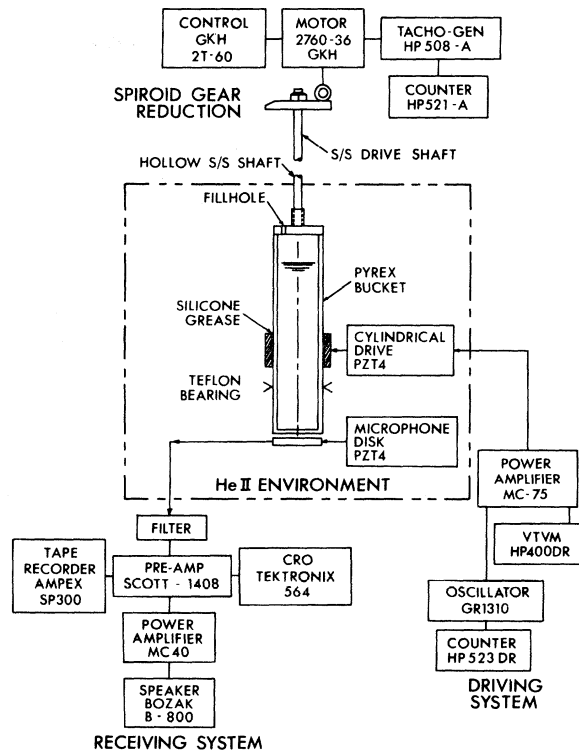 CONTROL
GKH
2T-60
MOTOR
2760-36
GKH
TACHO-GEN
HP 508-A
COUNTER
HP521-A
SPIROID GEAR
REDUCTION
S/S DRIVE SHAFT
HOLLOW S/S SHAFT
FILLHOLE
PYREX
BUCKET
SILICONE
GREASE
CYLINDRICAL
DRIVE
PZT4
TEFLON
BEARING
MICROPHONE
DISK
PZT4
He II ENVIRONMENT
POWER
AMPLIFIER
MC-75
VTVM
HP400DR
OSCILLATOR
GR1310
COUNTER
HP 523 DR
DRIVING
SYSTEM
FILTER
TAPE
RECORDER
AMPEX
SP300
PRE-AMP
SCOTT - 1408
CRO
TEKTRONIX
564
POWER
AMPLIFIER
MC40
SPEAKER
BOZAK
B-800
RECEIVING SYSTEM